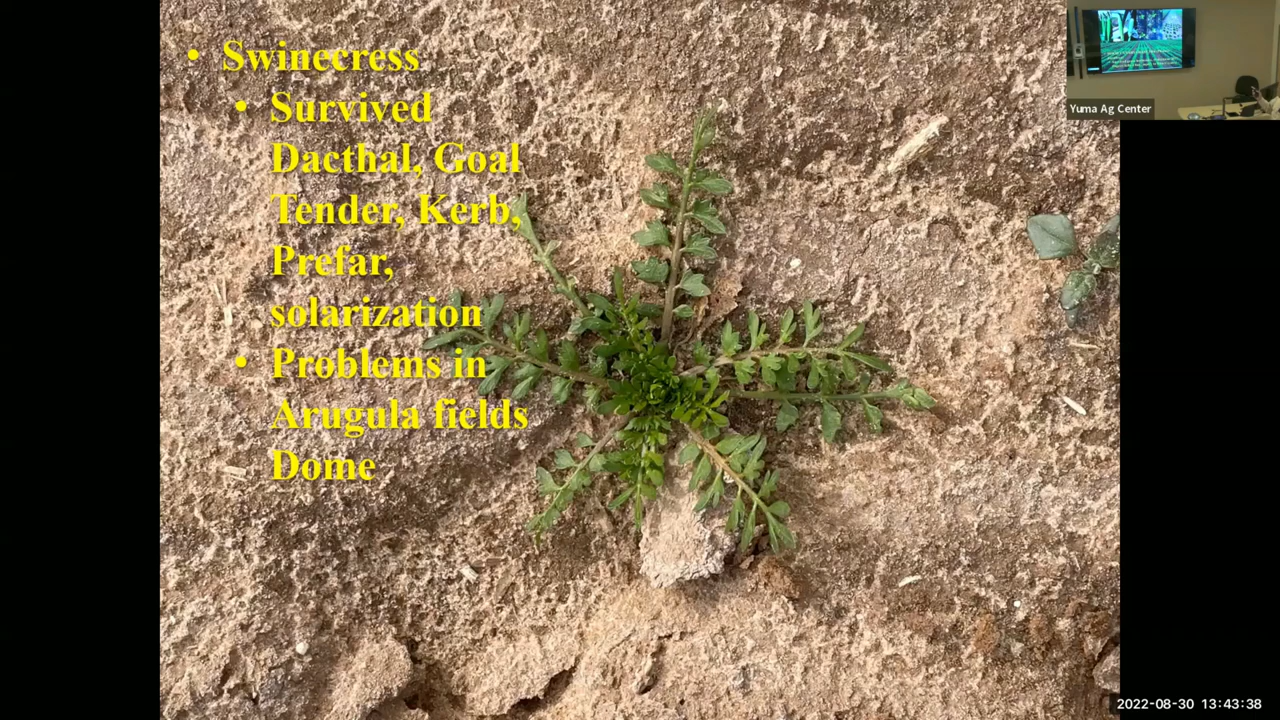 • Swinecress
• Survived
Dacthal, Goal
Tender, Kerb,
Prefar,
solarization
• Problems in
Arugula fields
Dome
Yuma Ag Center
2022-08-30 13:43:38